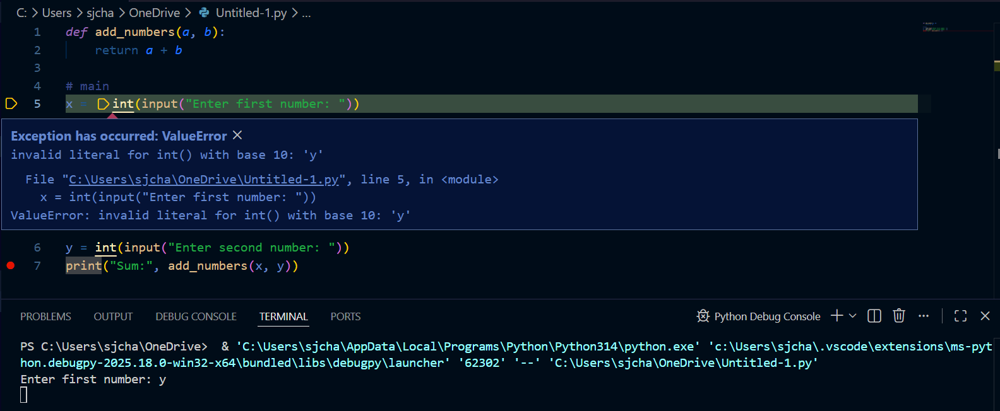 C: > Users > sjcha > OneDrive > Untitled-1.py > ...
1 def add_numbers(a, b):
2     return a + b
3
4 # main
5 x = int(input("Enter first number: "))
Exception has occurred: ValueError
invalid literal for int() with base 10: 'y'
  File "C:\Users\sjcha\OneDrive\Untitled-1.py", line 5, in <module>
    x = int(input("Enter first number: "))
ValueError: invalid literal for int() with base 10: 'y'
6 y = int(input("Enter second number: "))
7 print("Sum:", add_numbers(x, y))
PROBLEMS OUTPUT DEBUG CONSOLE TERMINAL PORTS Python Debug Console
PS C:\Users\sjcha\OneDrive>  & 'C:\Users\sjcha\AppData\Local\Programs\Python\Python314\python.exe' 'c:\Users\sjcha\.vscode\extensions\ms-pyt
hon.debugpy-2025.18.0-win32-x64\bundled\libs\debugpy\launcher' '62302' '--' 'C:\Users\sjcha\OneDrive\Untitled-1.py'
Enter first number: y